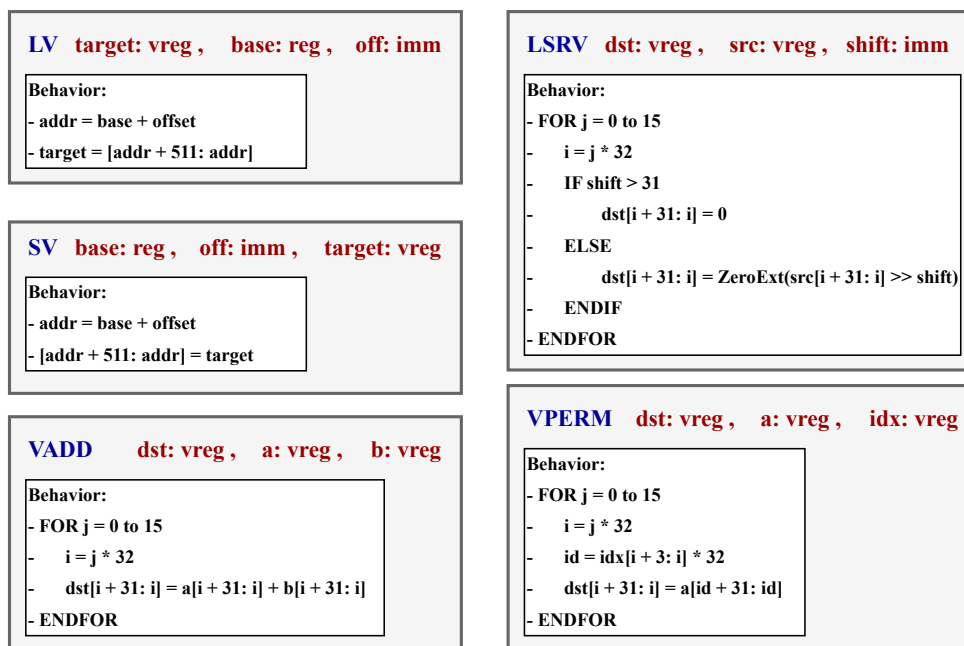 LV target: vreg , base: reg , off: imm
Behavior:
- addr = base + offset
- target = [addr + 511: addr]
SV base: reg , off: imm , target: vreg
Behavior:
- addr = base + offset
- [addr + 511: addr] = target
VADD dst: vreg , a: vreg , b: vreg
Behavior:
- FOR j = 0 to 15
- i = j * 32
- dst[i + 31: i] = a[i + 31: i] + b[i + 31: i]
- ENDFOR
LSRV dst: vreg , src: vreg , shift: imm
Behavior:
- FOR j = 0 to 15
- i = j * 32
- IF shift > 31
- dst[i + 31: i] = 0
- ELSE
- dst[i + 31: i] = ZeroExt(src[i + 31: i] >> shift)
- ENDIF
- ENDFOR
VPERM dst: vreg , a: vreg , idx: vreg
Behavior:
- FOR j = 0 to 15
- i = j * 32
- id = idx[i + 3: i] * 32
- dst[i + 31: i] = a[id + 31: id]
- ENDFOR